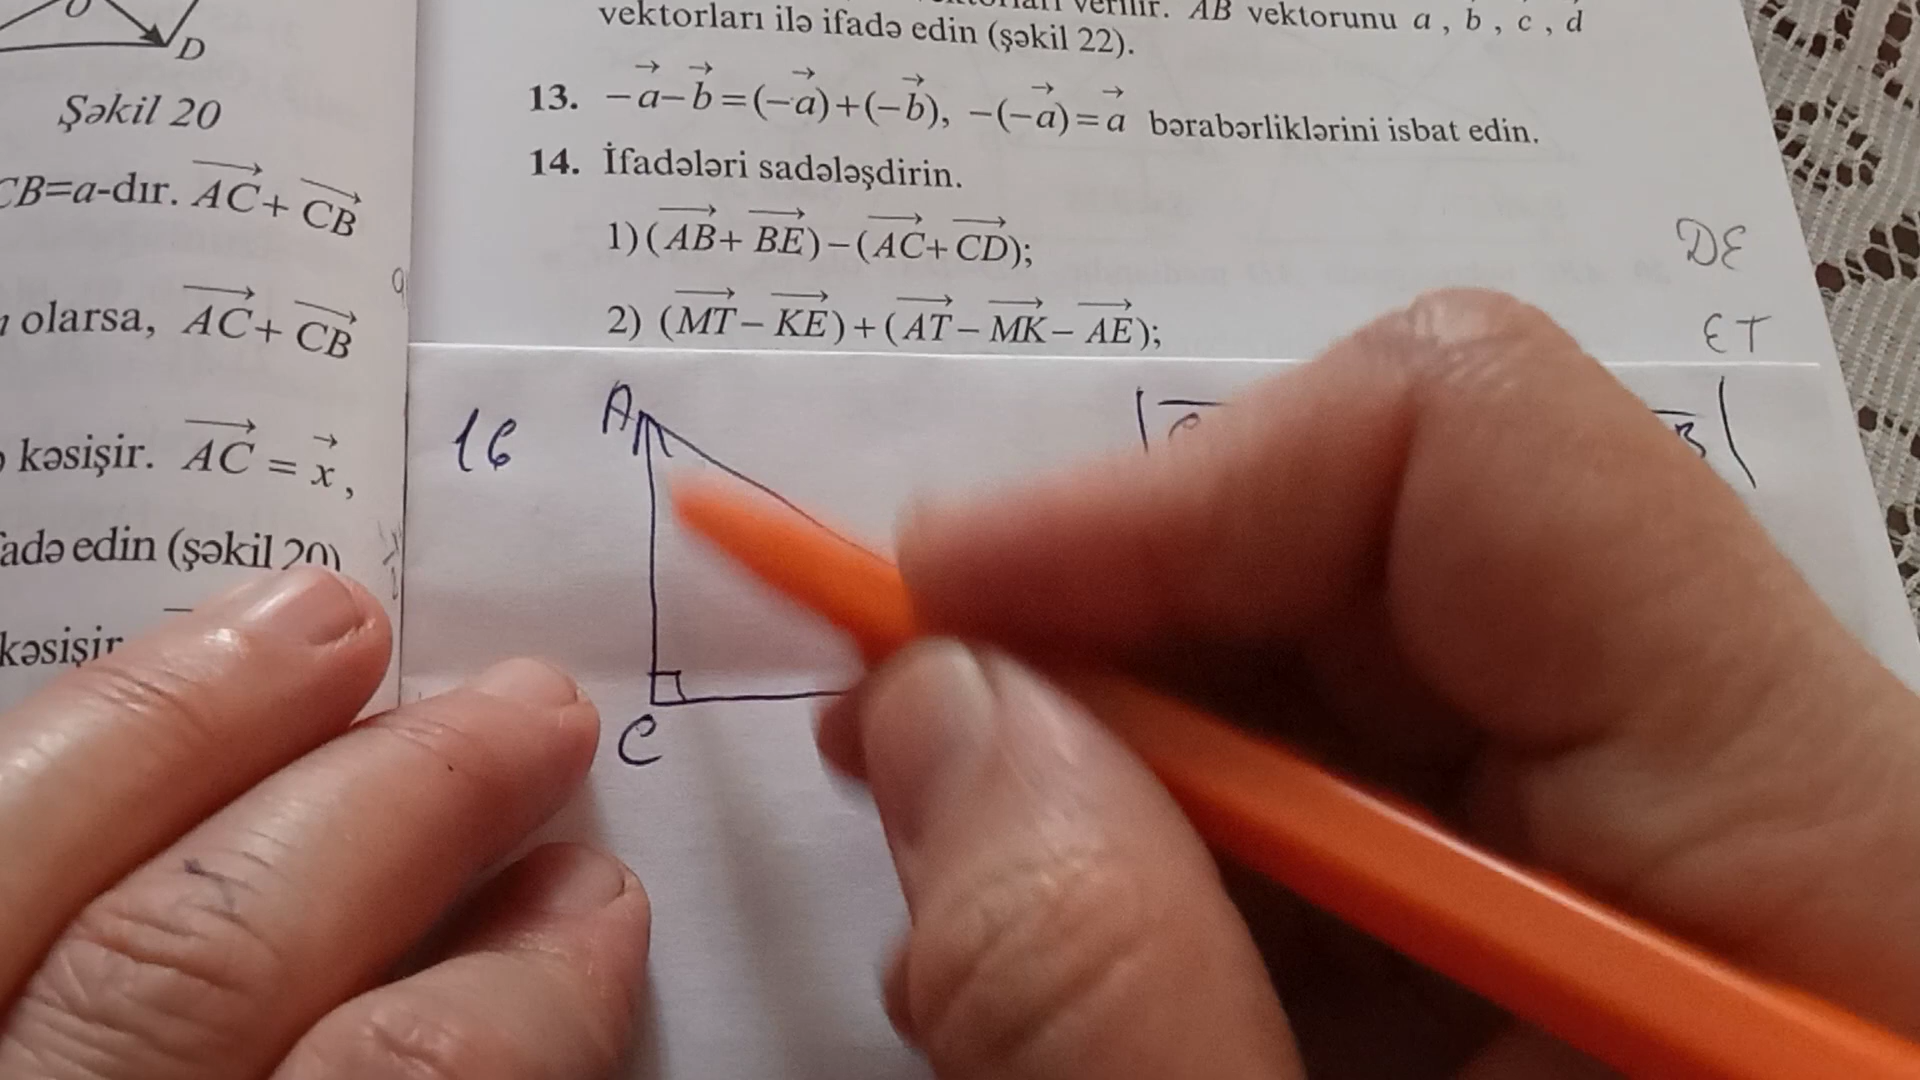 O
D
Şəkil 20
CB=a-dır. AC + CB
olarsa, AC + CB
kəsişir. AC = x,
adə edin (şəkil 20)
kəsişir
verilir. AB vektorunu a, b, c, d
vektorları ilə ifadə edin (şəkil 22).
13. −a−b=(−a)+(−b), −(−a)=a bərabərliklərini isbat edin.
14. İfadələri sadələşdirin.
1) (AB+ BE)−(AC+CD);
DE
2) (MT− KE)+(AT− MK− AE);
ET
16
A
C
B